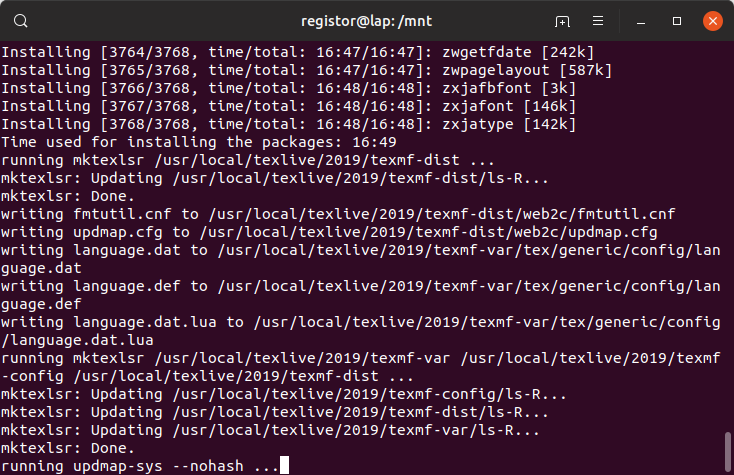 registor@lap: /mnt
Installing [3764/3768, time/total: 16:47/16:47]: zwgetfdate [242k]
Installing [3765/3768, time/total: 16:47/16:47]: zwpagelayout [587k]
Installing [3766/3768, time/total: 16:48/16:48]: zxjafbfont [3k]
Installing [3767/3768, time/total: 16:48/16:48]: zxjafont [146k]
Installing [3768/3768, time/total: 16:48/16:48]: zxjatype [142k]
Time used for installing the packages: 16:49
running mktexlsr /usr/local/texlive/2019/texmf-dist ...
mktexlsr: Updating /usr/local/texlive/2019/texmf-dist/ls-R...
mktexlsr: Done.
writing fmtutil.cnf to /usr/local/texlive/2019/texmf-dist/web2c/fmtutil.cnf
writing updmap.cfg to /usr/local/texlive/2019/texmf-dist/web2c/updmap.cfg
writing language.dat to /usr/local/texlive/2019/texmf-var/tex/generic/config/lan
guage.dat
writing language.def to /usr/local/texlive/2019/texmf-var/tex/generic/config/lan
guage.def
writing language.dat.lua to /usr/local/texlive/2019/texmf-var/tex/generic/config
/language.dat.lua
running mktexlsr /usr/local/texlive/2019/texmf-var /usr/local/texlive/2019/texmf
-config /usr/local/texlive/2019/texmf-dist ...
mktexlsr: Updating /usr/local/texlive/2019/texmf-config/ls-R...
mktexlsr: Updating /usr/local/texlive/2019/texmf-dist/ls-R...
mktexlsr: Updating /usr/local/texlive/2019/texmf-var/ls-R...
mktexlsr: Done.
running updmap-sys --nohash ...